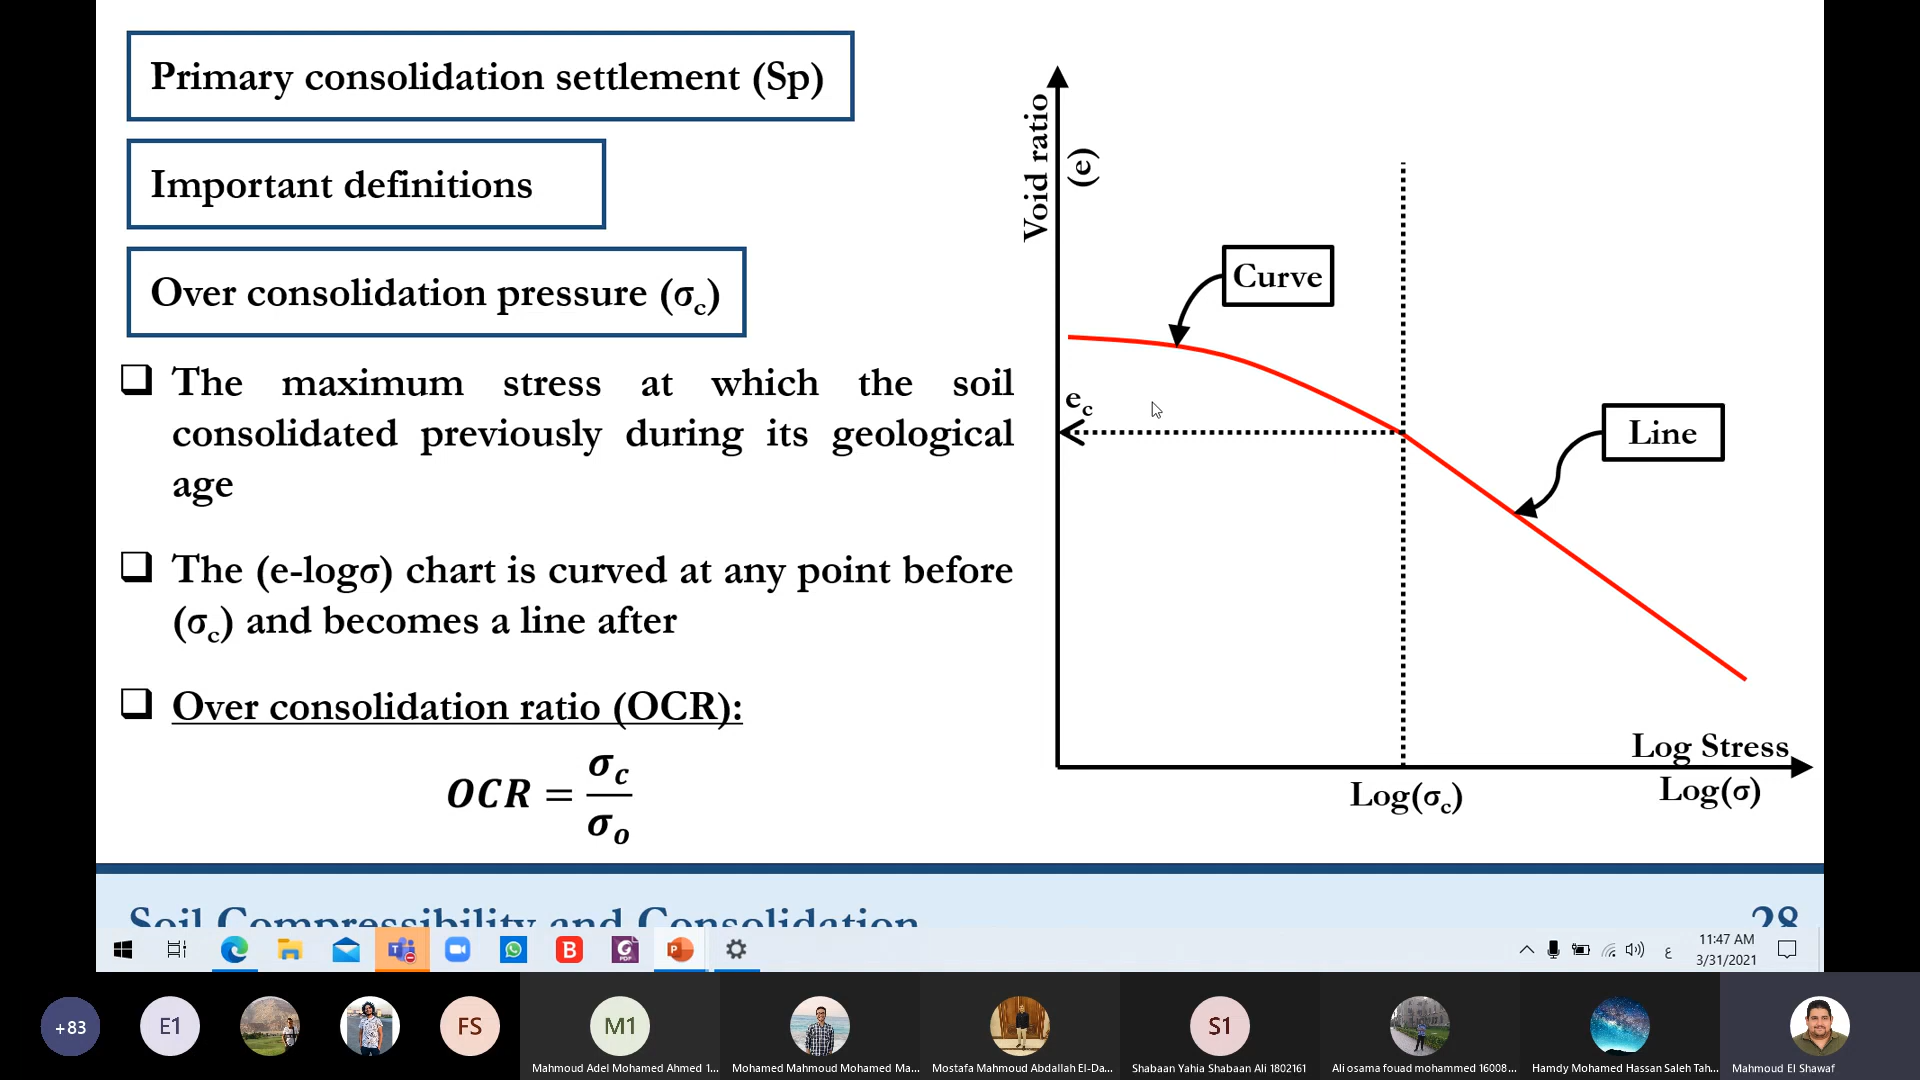 Primary consolidation settlement (Sp)
Important definitions
Over consolidation pressure (σc)
❑ The maximum stress at which the soil
consolidated previously during its geological
age
❑ The (e-logσ) chart is curved at any point before
(σc) and becomes a line after
❑ Over consolidation ratio (OCR):
OCR = σc / σo
Void ratio
(e)
Curve
ec
Line
Log Stress
Log(σc)
Log(σ)
Soil Compressibility and Consolidation
28
ع
11:47 AM
3/31/2021
+83
E1
FS
M1
S1
Mahmoud Adel Mohamed Ahmed 1...
Mohamed Mahmoud Mohamed Ma...
Mostafa Mahmoud Abdallah El-Da...
Shabaan Yahia Shabaan Ali 1802161
Ali osama fouad mohammed 16008...
Hamdy Mohamed Hassan Saleh Tah...
Mahmoud El Shawaf